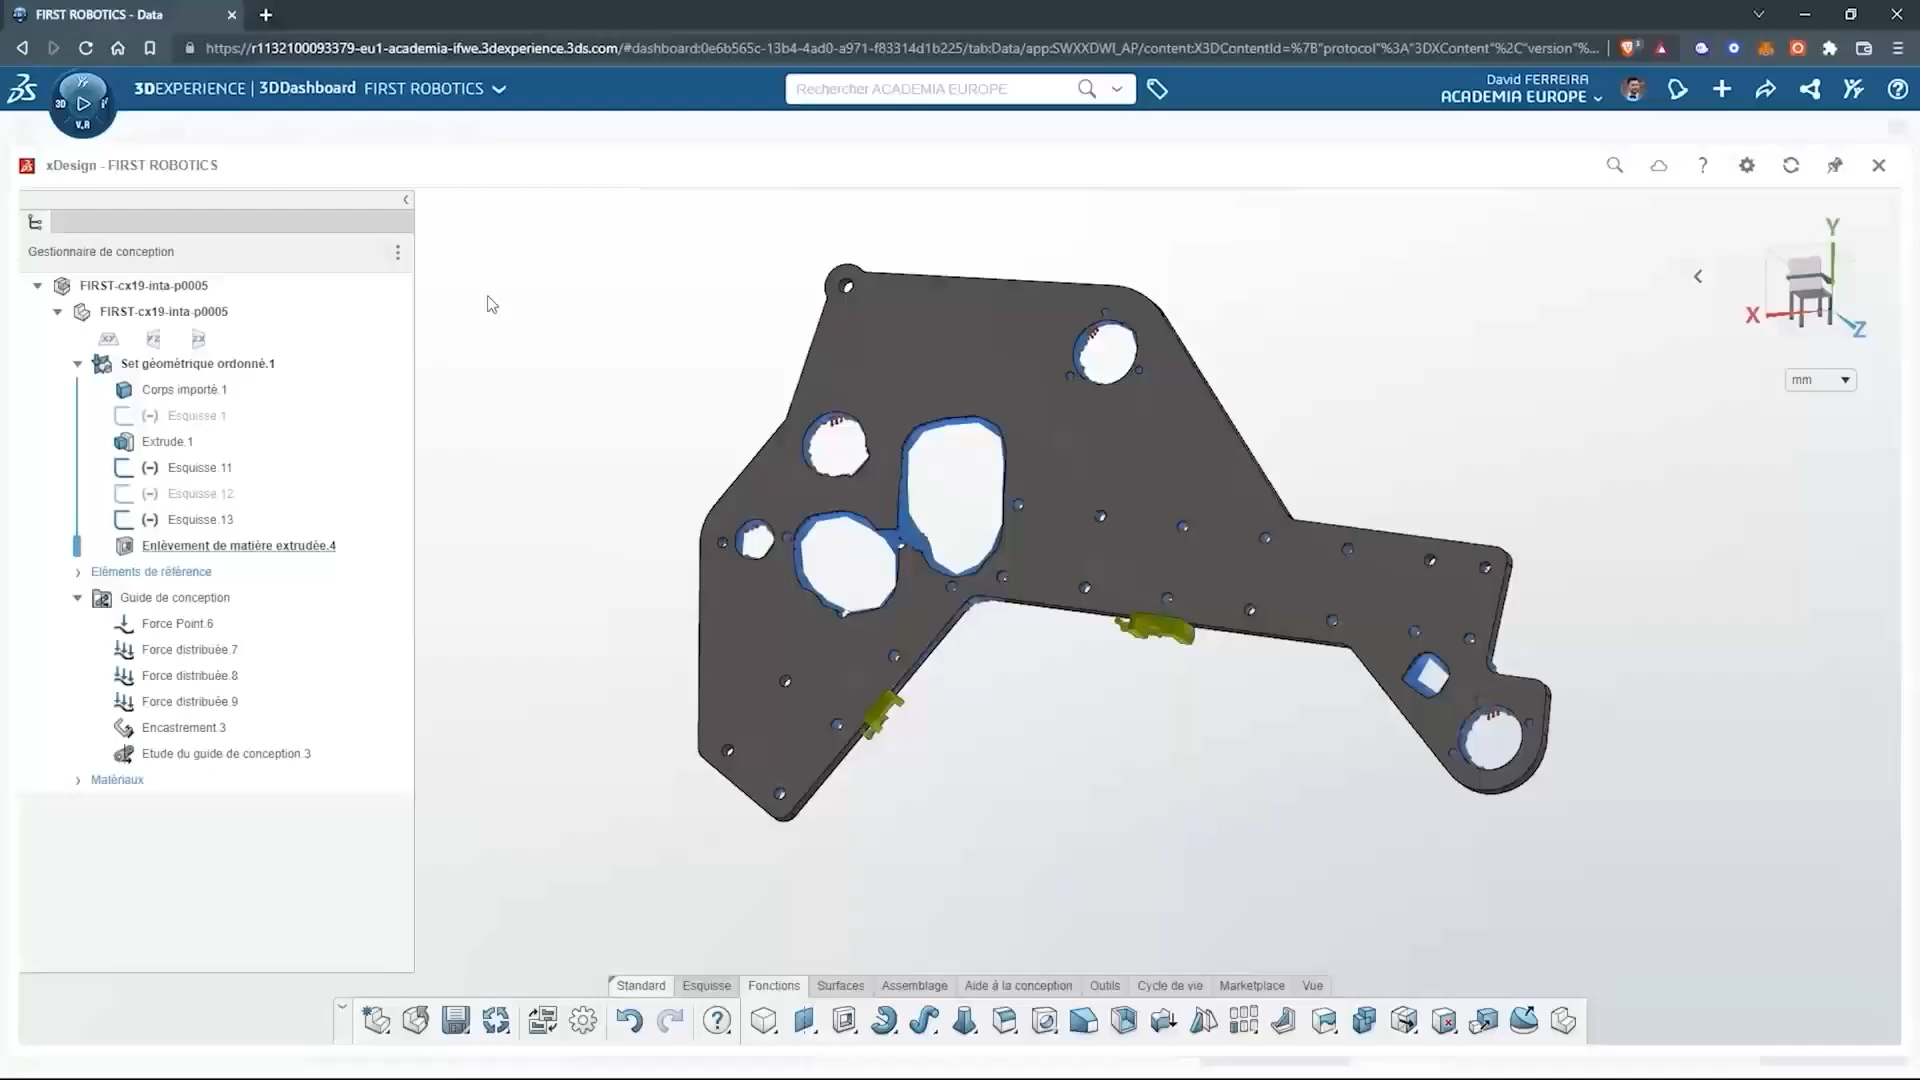 FIRST ROBOTICS - Data
https://r1132100093379-eu1-academia-ifwe.3dexperience.3ds.com/#dashboard:0e6b565c-13b4-4ad0-a971-f83314d1b225/tab:Data/app:SWXXDWI_AP/content:X3DContentId=%7B"protocol"%3A"3DXContent"%2C"version"%...
3DEXPERIENCE | 3DDashboard FIRST ROBOTICS
Rechercher ACADEMIA EUROPE
David FERREIRA
ACADEMIA EUROPE
3D
V.R
xDesign - FIRST ROBOTICS
Gestionnaire de conception
FIRST-cx19-inta-p0005
FIRST-cx19-inta-p0005
XY YZ ZX
Set géométrique ordonné.1
Corps importé.1
(-) Esquisse.1
Extrude.1
(-) Esquisse.11
(-) Esquisse.12
(-) Esquisse.13
Enlèvement de matière extrudée.4
Eléments de référence
Guide de conception
Force Point.6
Force distribuée.7
Force distribuée.8
Force distribuée.9
Encastrement.3
Etude du guide de conception.3
Matériaux
Y
X
Z
mm
Standard Esquisse Fonctions Surfaces Assemblage Aide à la conception Outils Cycle de vie Marketplace Vue